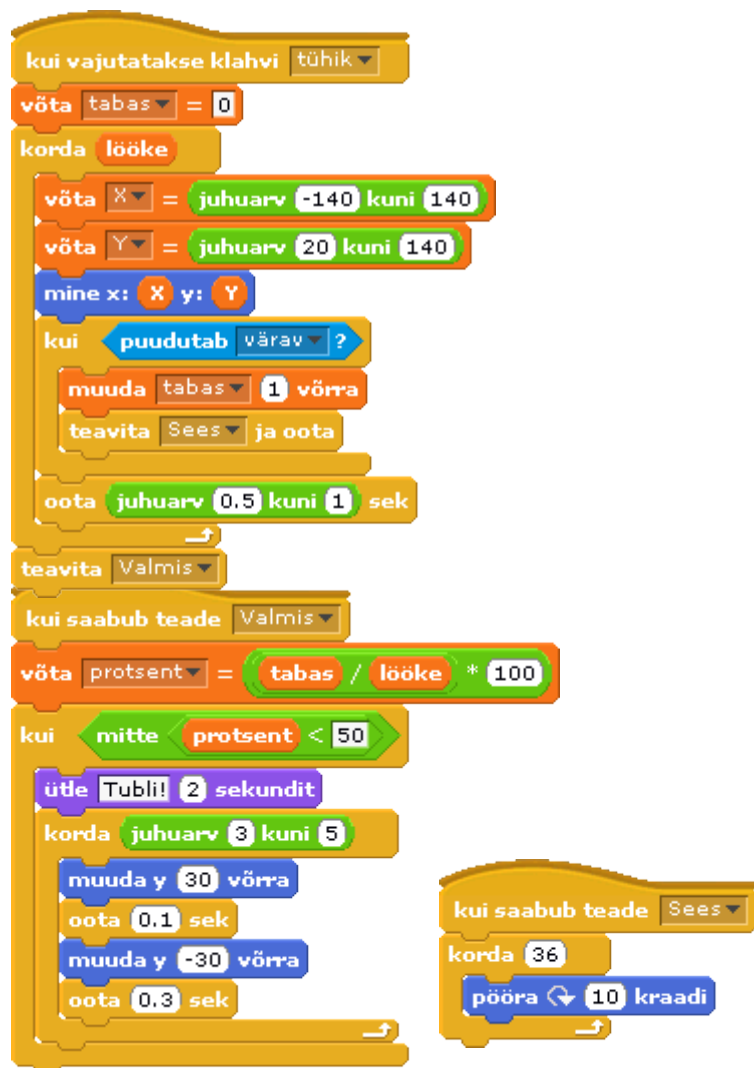 kui vajutatakse klahvi tühik
võta tabas = 0
korda lööke
võta X = juhuarv -140 kuni 140
võta Y = juhuarv 20 kuni 140
mine x: X y: Y
kui puudutab värav ?
muuda tabas 1 võrra
teavita Sees ja oota
oota juhuarv 0.5 kuni 1 sek
teavita Valmis
kui saabub teade Valmis
võta protsent = tabas / lööke * 100
kui mitte protsent < 50
ütle Tubli! 2 sekundit
korda juhuarv 3 kuni 5
muuda y 30 võrra
oota 0.1 sek
muuda y -30 võrra
oota 0.3 sek
kui saabub teade Sees
korda 36
pööra 10 kraadi